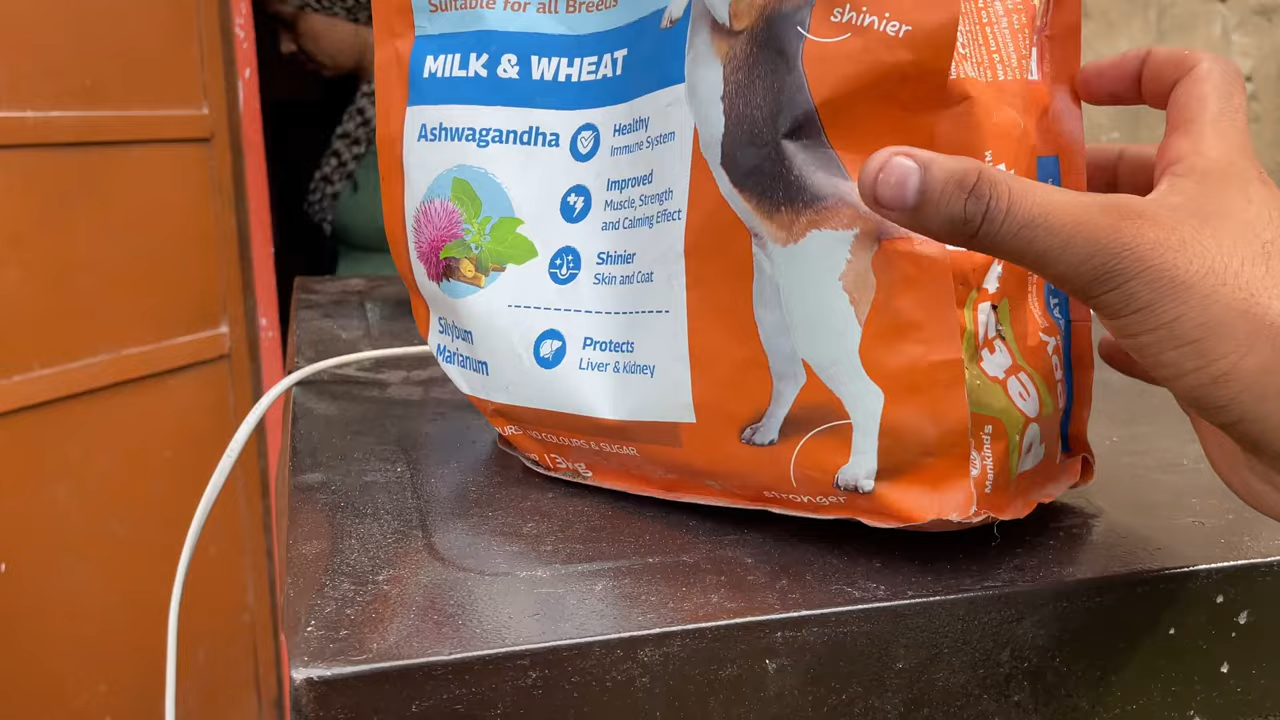 Suitable for all Breeds
MILK & WHEAT
Ashwagandha
Healthy
Immune System
Improved
Muscle, Strength
and Calming Effect
Shinier
Skin and Coat
Silybum
Marianum
Protects
Liver & Kidney
NO COLOURS & SUGAR
3kg
shinier
stronger
Mankind's